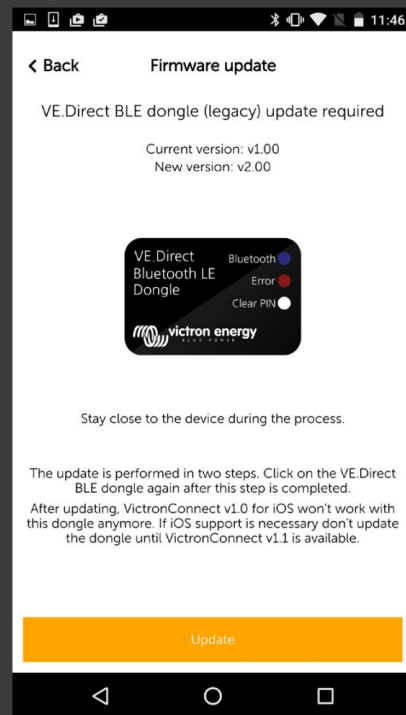 11:46
Back
Firmware update
VE.Direct BLE dongle (legacy) update required
Current version: v1.00
New version: v2.00
VE.Direct
Bluetooth LE
Dongle
Bluetooth
Error
Clear PIN
victron energy
BLUE POWER
Stay close to the device during the process.
The update is performed in two steps. Click on the VE.Direct
BLE dongle again after this step is completed.
After updating, VictronConnect v1.0 for iOS won't work with
this dongle anymore. If iOS support is necessary don't update
the dongle until VictronConnect v1.1 is available.
Update